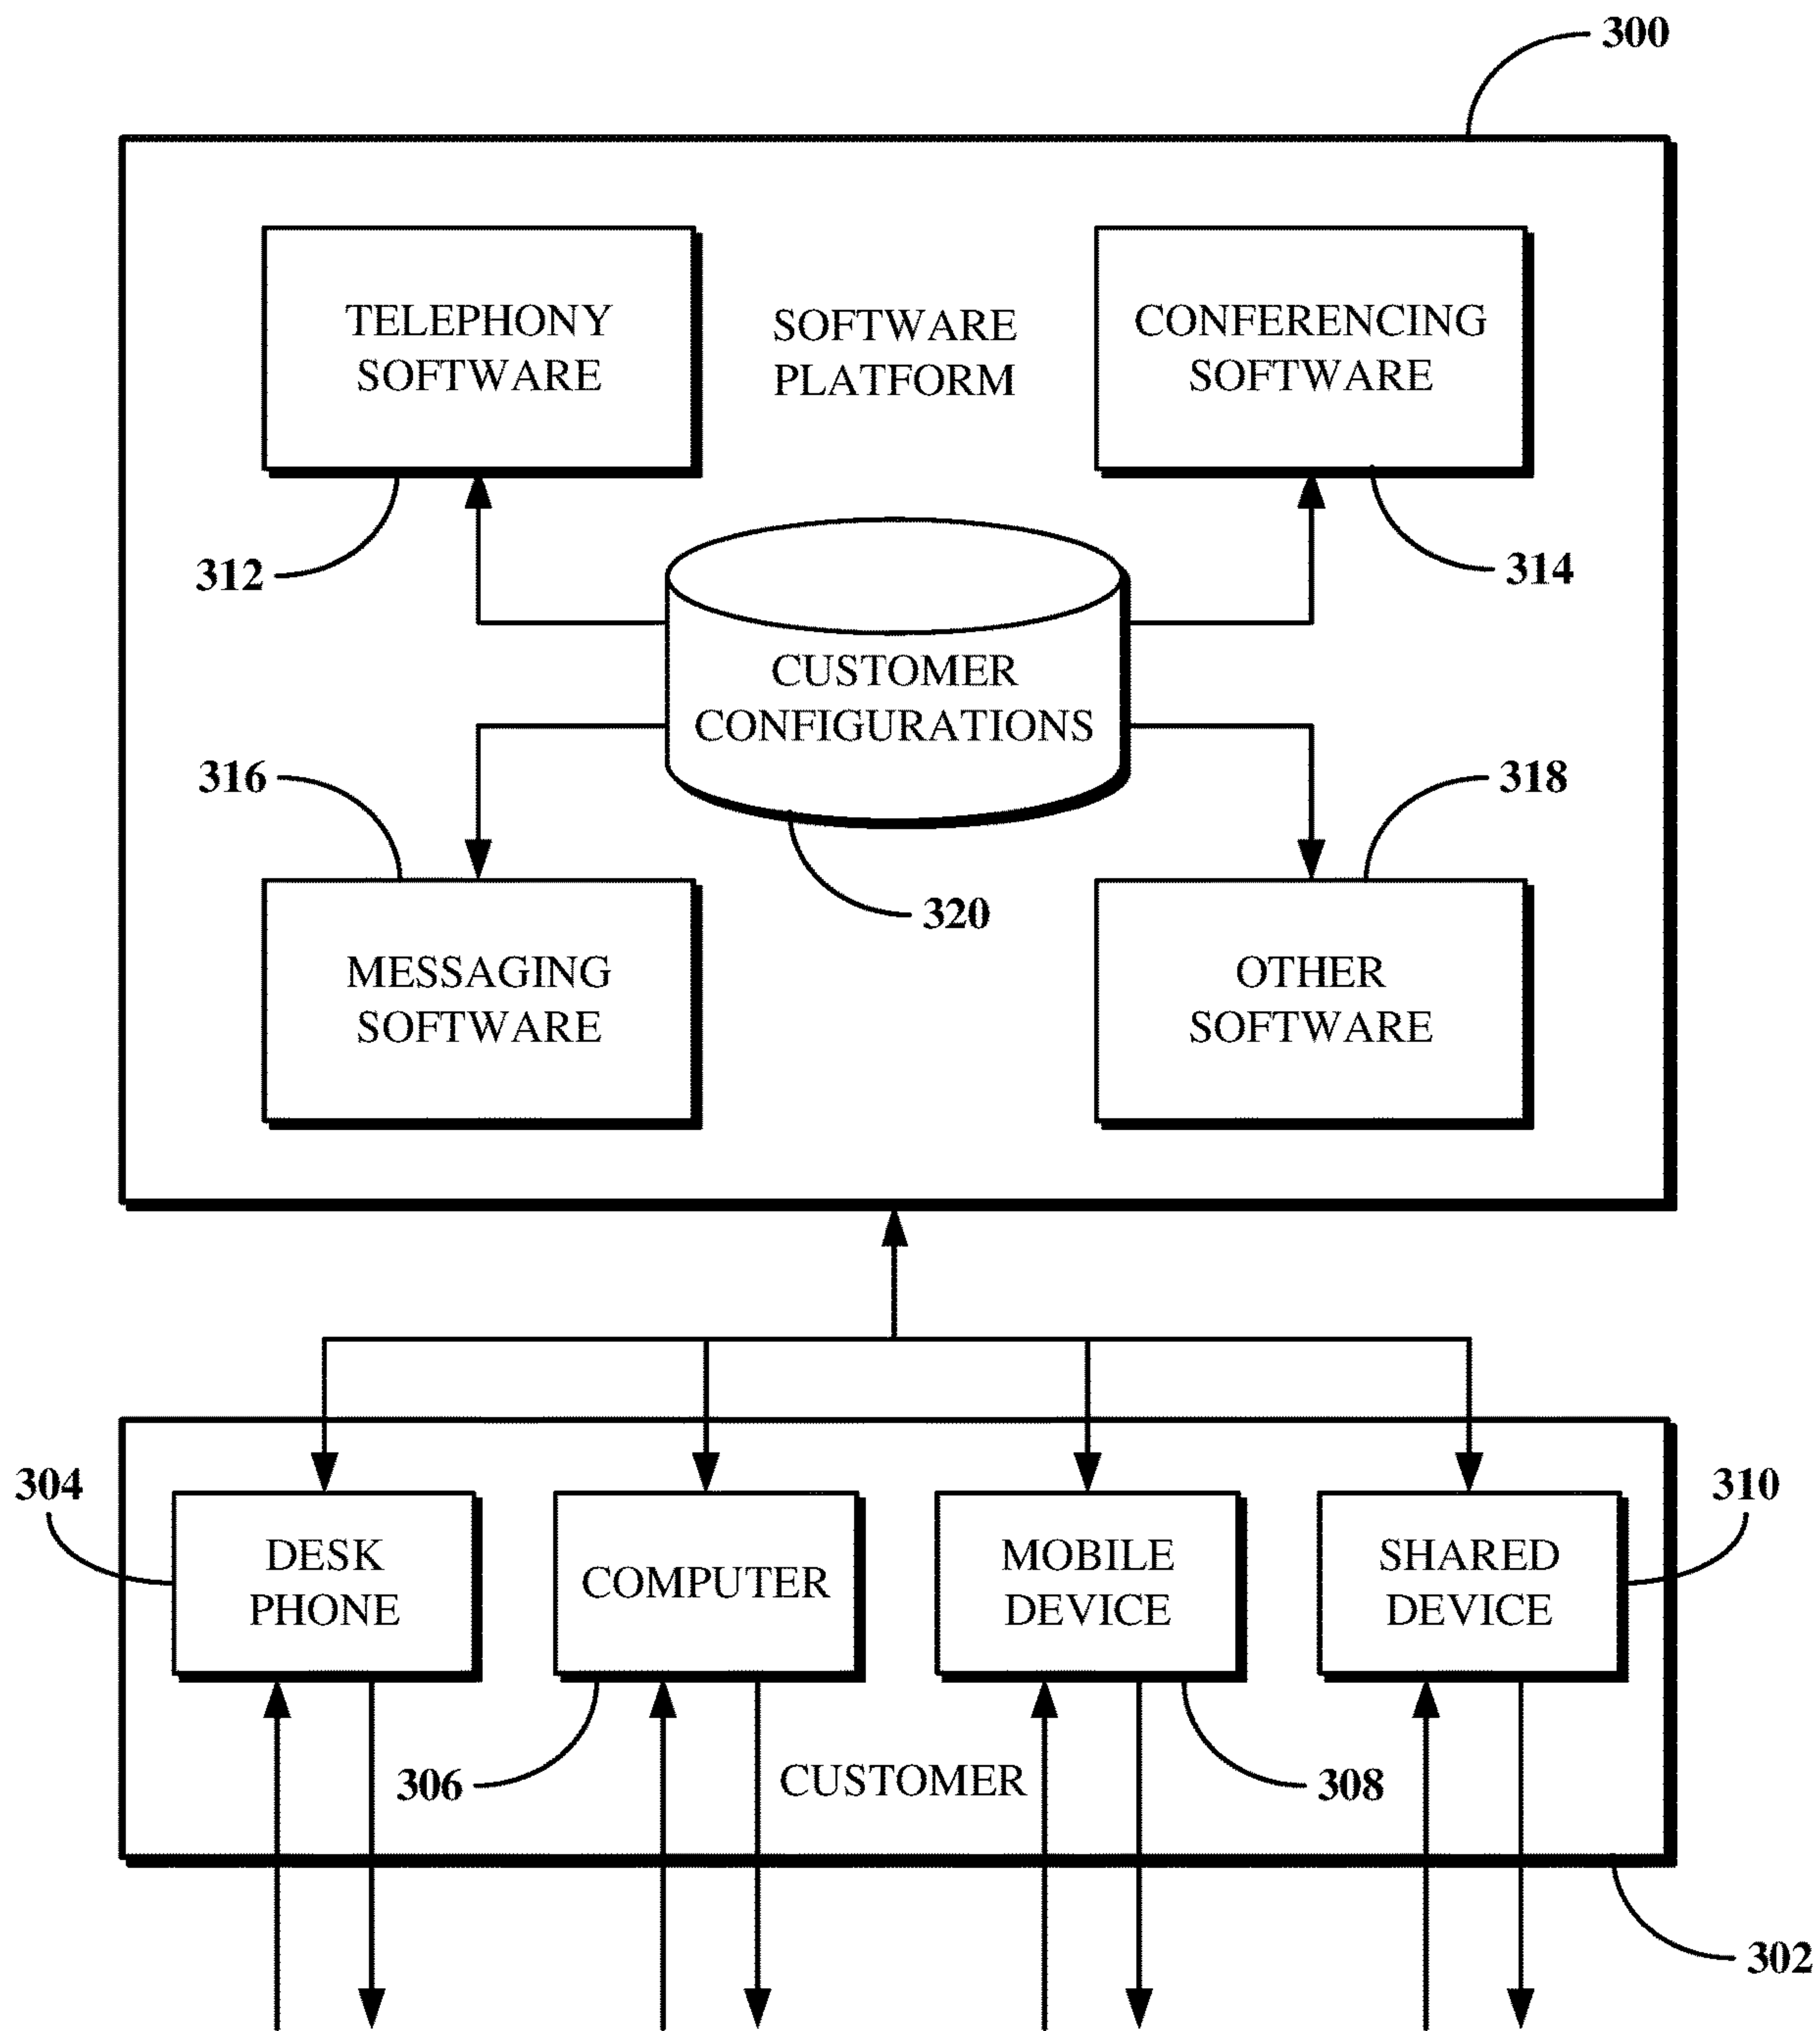 300
TELEPHONY
SOFTWARE
SOFTWARE
PLATFORM
CONFERENCING
SOFTWARE
312
314
CUSTOMER
CONFIGURATIONS
316
318
320
MESSAGING
SOFTWARE
OTHER
SOFTWARE
304
310
DESK
PHONE
COMPUTER
MOBILE
DEVICE
SHARED
DEVICE
306
CUSTOMER
308
302